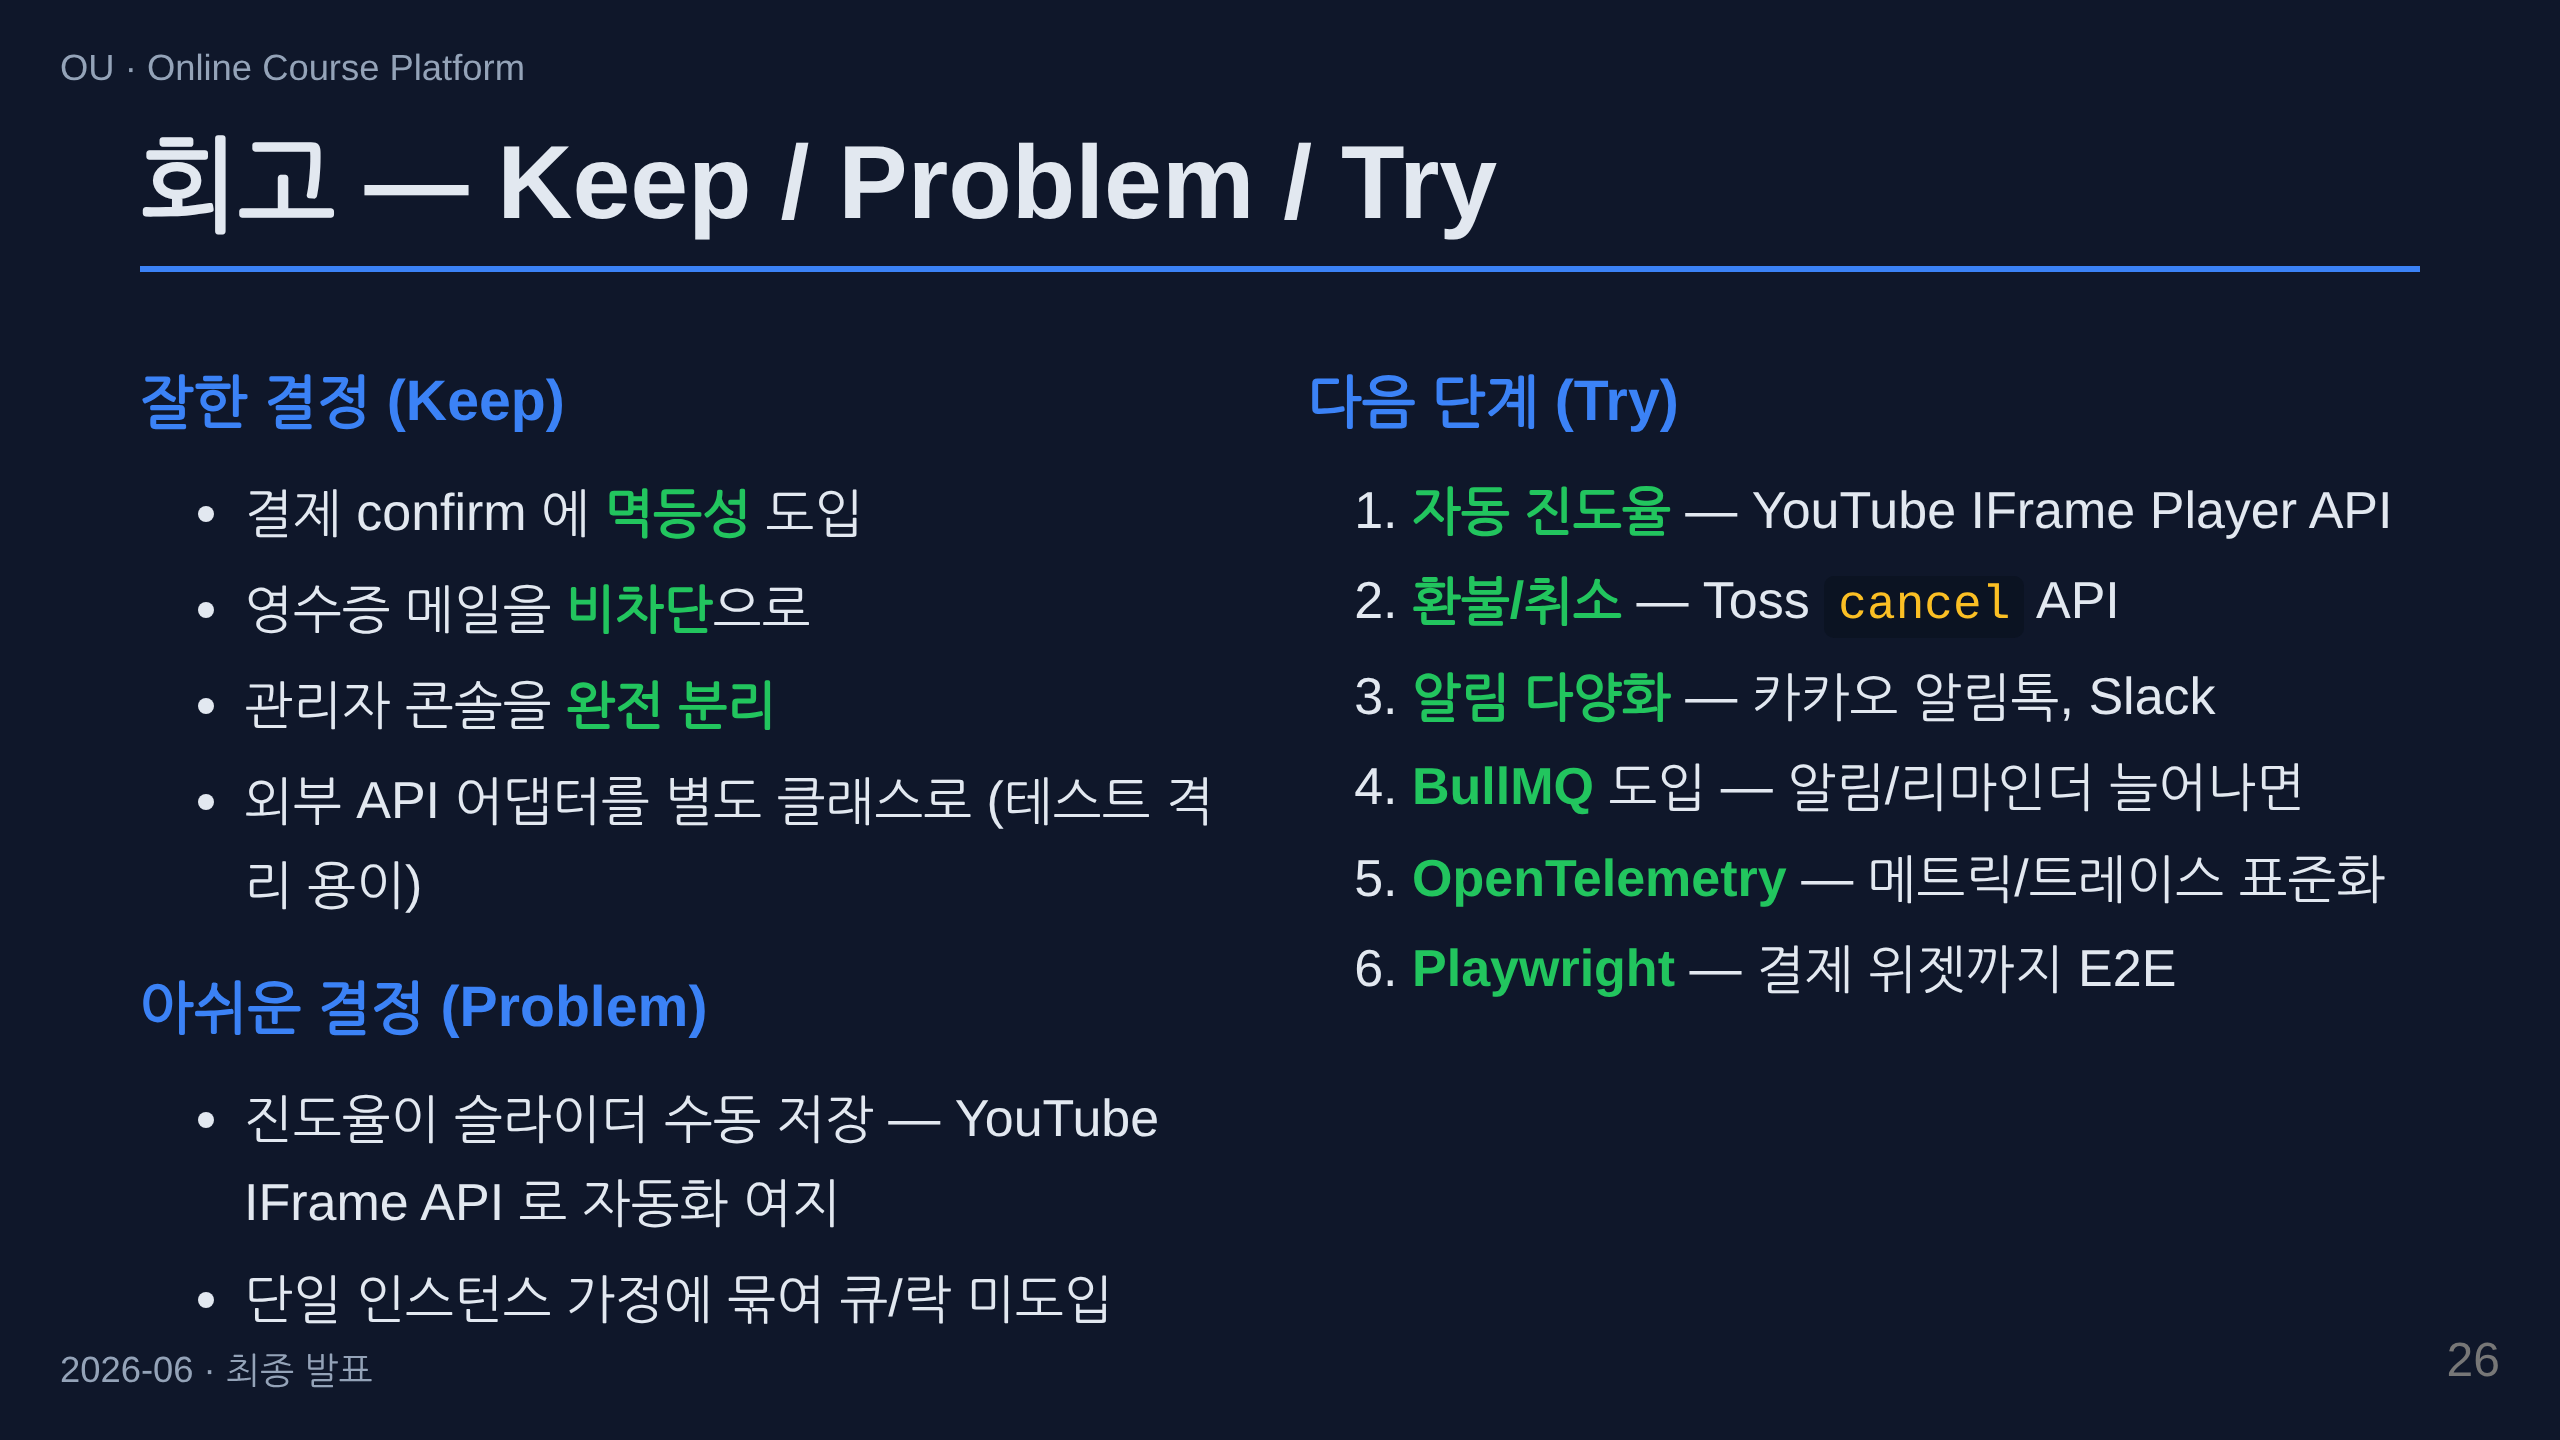 OU · Online Course Platform
회고 — Keep / Problem / Try
잘한 결정 (Keep)
• 결제 confirm 에 멱등성 도입
• 영수증 메일을 비차단으로
• 관리자 콘솔을 완전 분리
• 외부 API 어댑터를 별도 클래스로 (테스트 격
리 용이)
아쉬운 결정 (Problem)
• 진도율이 슬라이더 수동 저장 — YouTube
IFrame API 로 자동화 여지
• 단일 인스턴스 가정에 묶여 큐/락 미도입
다음 단계 (Try)
1. 자동 진도율 — YouTube IFrame Player API
2. 환불/취소 — Toss cancel API
3. 알림 다양화 — 카카오 알림톡, Slack
4. BullMQ 도입 — 알림/리마인더 늘어나면
5. OpenTelemetry — 메트릭/트레이스 표준화
6. Playwright — 결제 위젯까지 E2E
2026-06 · 최종 발표
26